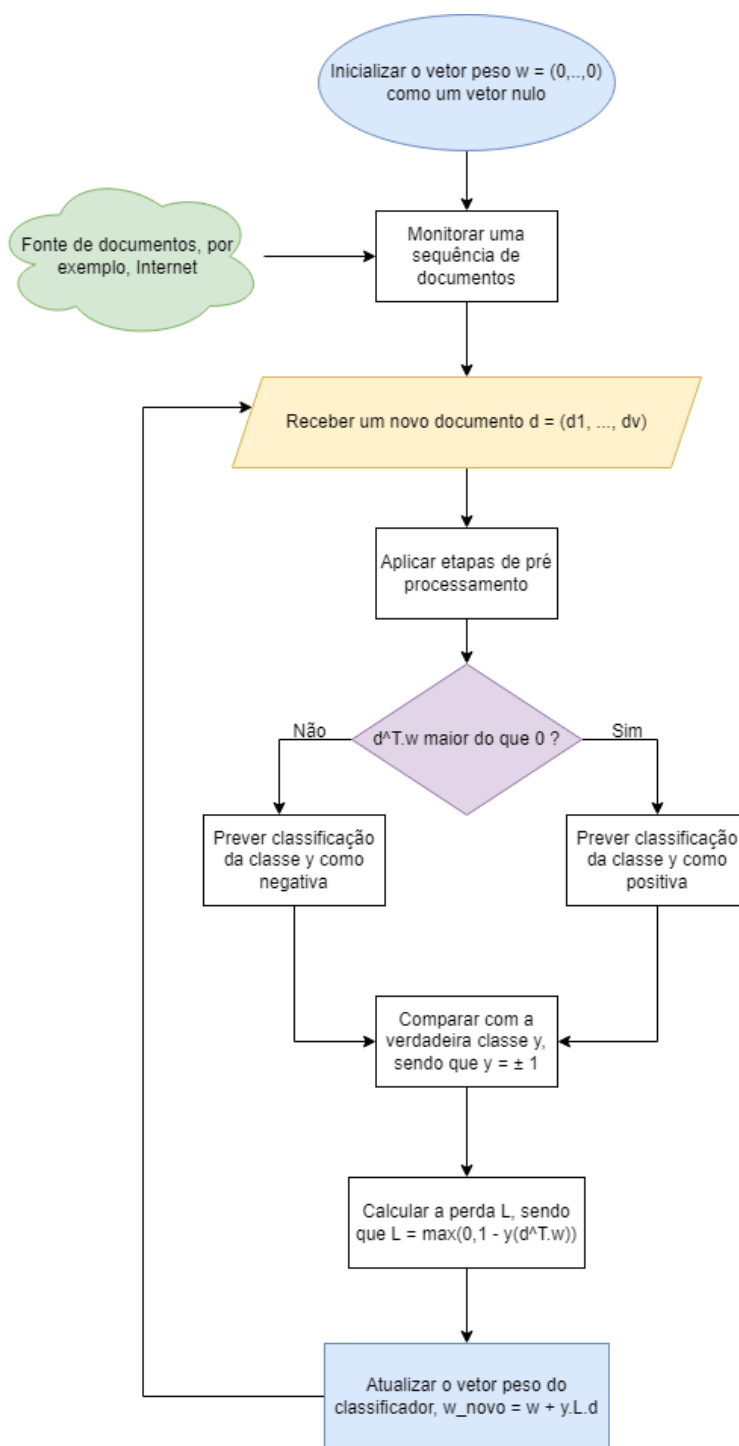 Inicializar o vetor peso w = (0,..,0)
como um vetor nulo
Fonte de documentos, por
exemplo, Internet
Monitorar uma
sequência de
documentos
Receber um novo documento d = (d1, ..., dv)
Aplicar etapas de pré
processamento
d^T.w maior do que 0 ?
Não
Sim
Prever classificação
da classe y como
negativa
Prever classificação
da classe y como
positiva
Comparar com a
verdadeira classe y,
sendo que y = ± 1
Calcular a perda L, sendo
que L = max(0,1 - y(d^T.w))
Atualizar o vetor peso do
classificador, w_novo = w + y.L.d